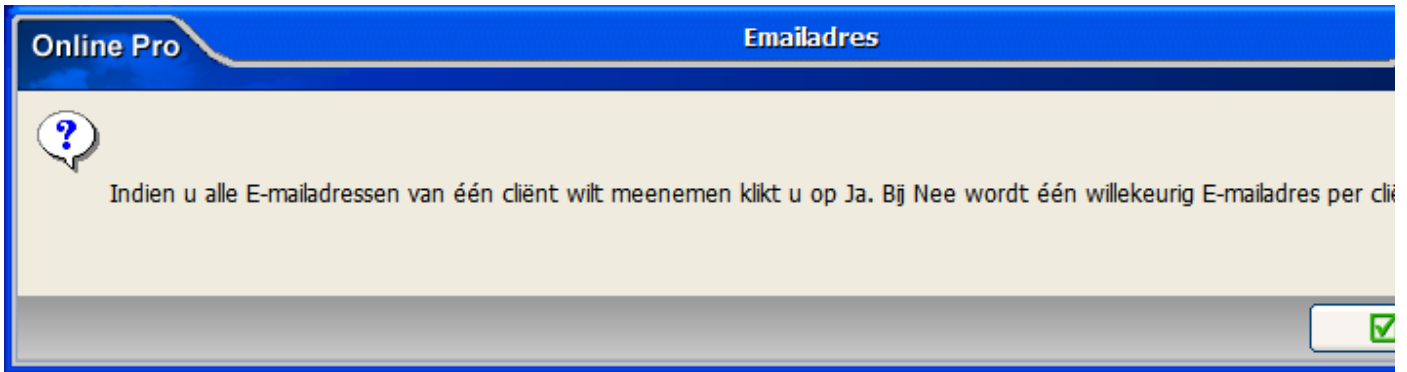 Online Pro
Emailadres
Indien u alle E-mailadressen van één cliënt wilt meenemen klikt u op Ja. Bij Nee wordt één willekeurig E-mailadres per